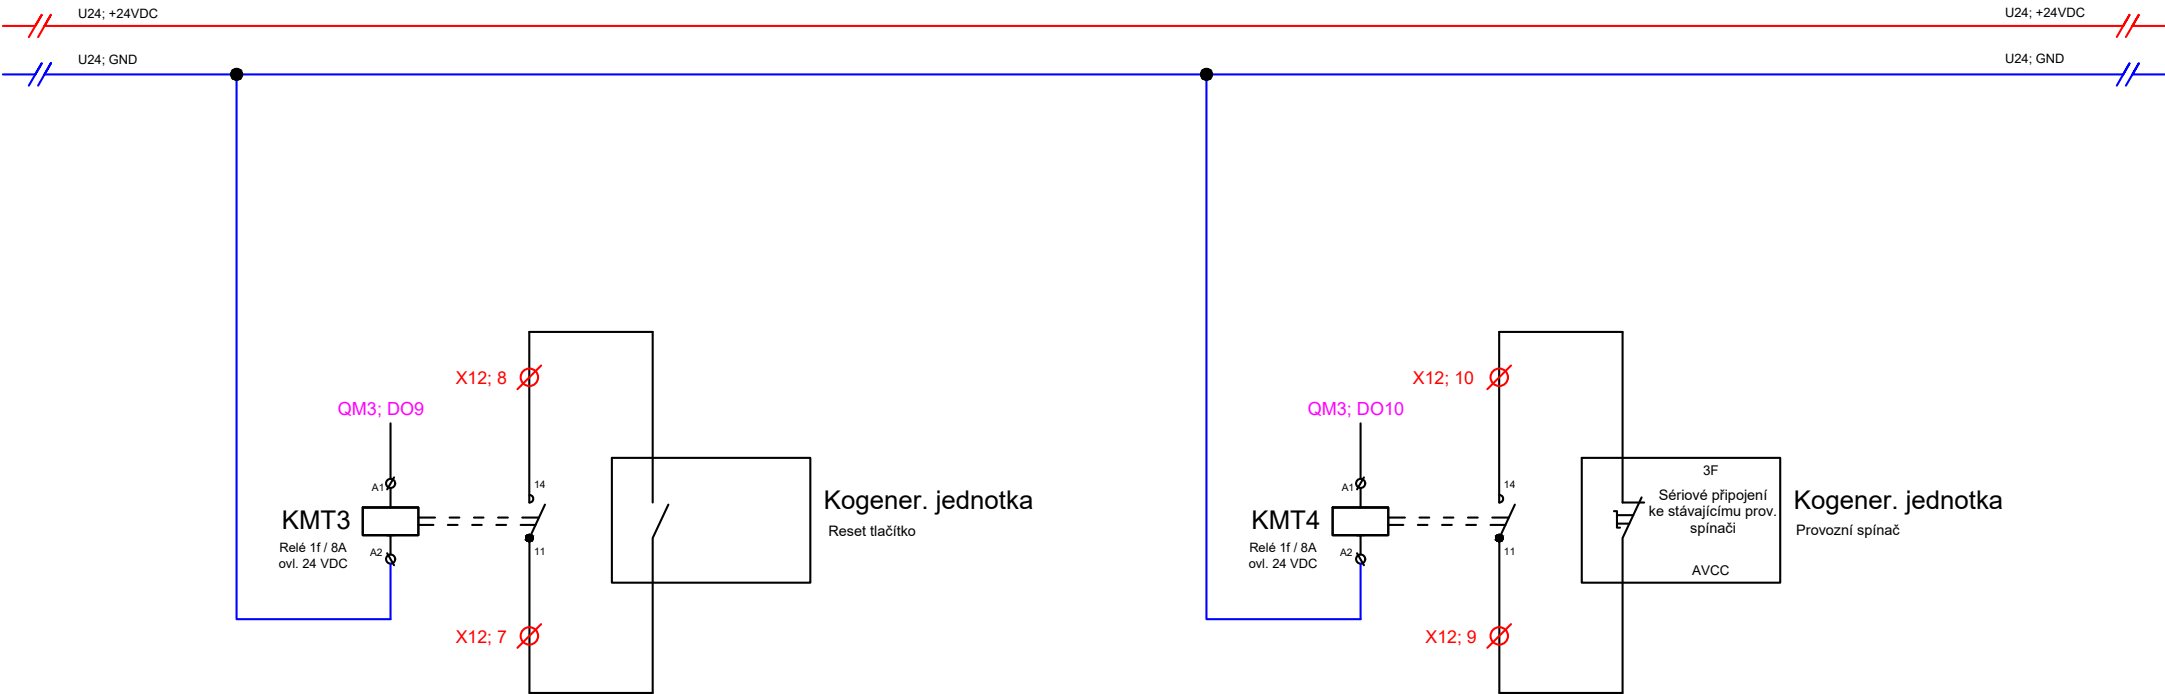 U24; +24VDC
U24; +24VDC
U24; GND
U24; GND
X12; 8
QM3; DO9
A1
14
KMT3
Relé 1f / 8A
ovl. 24 VDC
A2
11
X12; 7
Kogener. jednotka
Reset tlačítko
X12; 10
QM3; DO10
A1
14
KMT4
Relé 1f / 8A
ovl. 24 VDC
A2
11
X12; 9
3F
Sériové připojení
ke stávajícímu prov.
spínači
AVCC
Kogener. jednotka
Provozní spínač